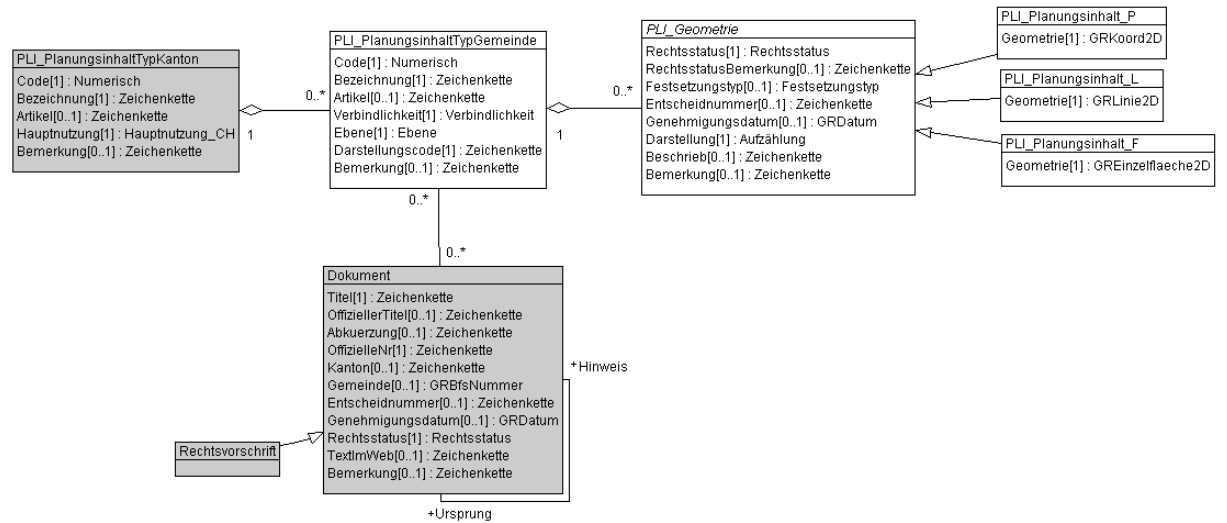 PLI_PlanungsinhaltTypKanton
Code[1] : Numerisch
Bezeichnung[1] : Zeichenkette
Artikel[0..1] : Zeichenkette
Hauptnutzung[1] : Hauptnutzung_CH
Bemerkung[0..1] : Zeichenkette
0..*
1
PLI_PlanungsinhaltTypGemeinde
Code[1] : Numerisch
Bezeichnung[1] : Zeichenkette
Artikel[0..1] : Zeichenkette
Verbindlichkeit[1] : Verbindlichkeit
Ebene[1] : Ebene
Darstellungscode[1] : Zeichenkette
Bemerkung[0..1] : Zeichenkette
0..*
1
PLI_Geometrie
Rechtsstatus[1] : Rechtsstatus
RechtsstatusBemerkung[0..1] : Zeichenkette
Festsetzungstyp[0..1] : Festsetzungstyp
Entscheidnummer[0..1] : Zeichenkette
Genehmigungsdatum[0..1] : GRDatum
Darstellung[1] : Aufzählung
Beschrieb[0..1] : Zeichenkette
Bemerkung[0..1] : Zeichenkette
PLI_Planungsinhalt_P
Geometrie[1] : GRKoord2D
PLI_Planungsinhalt_L
Geometrie[1] : GRLinie2D
PLI_Planungsinhalt_F
Geometrie[1] : GREinzelflaeche2D
0..*
0..*
Dokument
Titel[1] : Zeichenkette
OffiziellerTitel[0..1] : Zeichenkette
Abkuerzung[0..1] : Zeichenkette
OffizielleNr[1] : Zeichenkette
Kanton[0..1] : Zeichenkette
Gemeinde[0..1] : GRBfsNummer
Entscheidnummer[0..1] : Zeichenkette
Genehmigungsdatum[0..1] : GRDatum
Rechtsstatus[1] : Rechtsstatus
TextImWeb[0..1] : Zeichenkette
Bemerkung[0..1] : Zeichenkette
+Hinweis
Rechtsvorschrift
+Ursprung